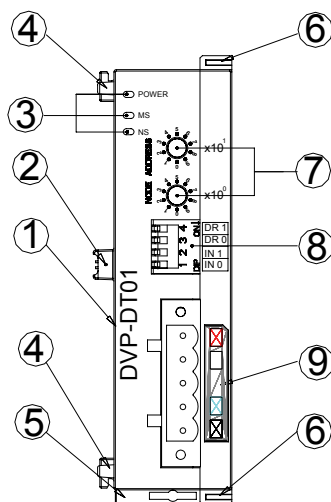 4
6
POWER
3
MS
NS
NODE ADDRESS
x10¹
7
x10⁰
2
1 2 3 4
DIP
ON
DR 1
DR 0
IN 1
IN 0
8
1
DVP-DT01
9
4
5
6